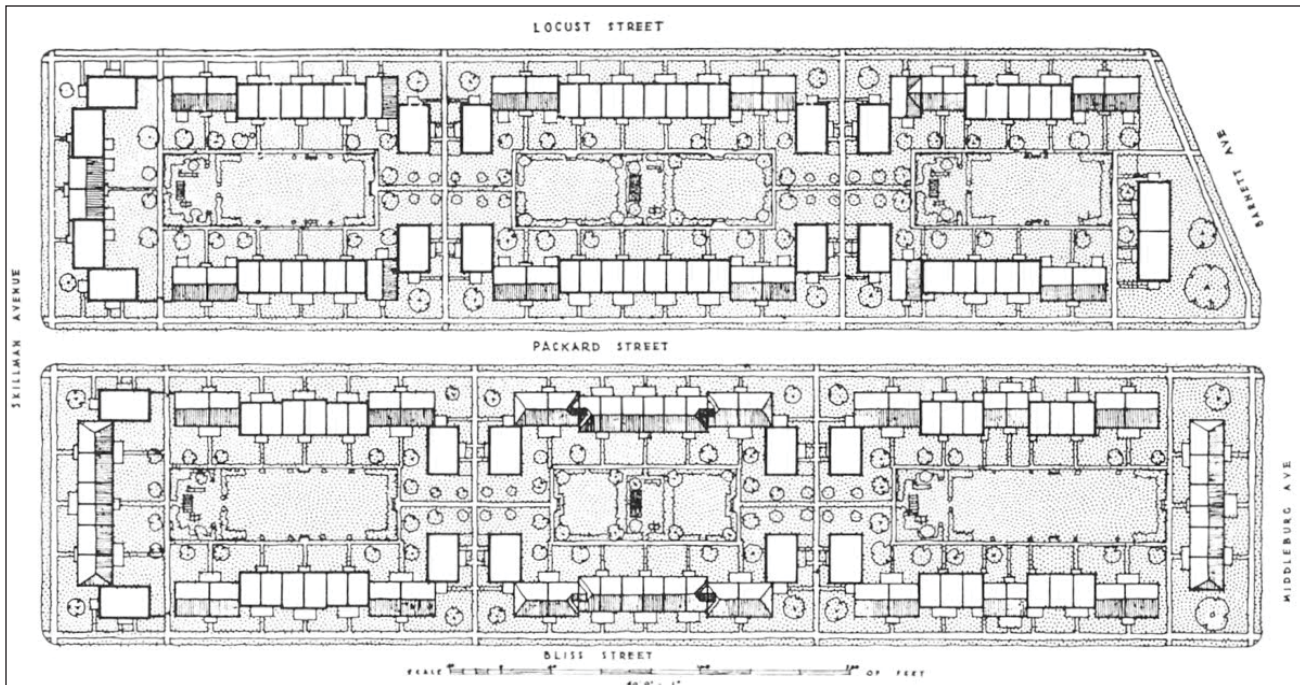 LOCUST STREET
BARNETT AVE
SKILLMAN AVENUE
PACKARD STREET
MIDDLEBURG AVE
BLISS STREET
SCALE
OF FEET